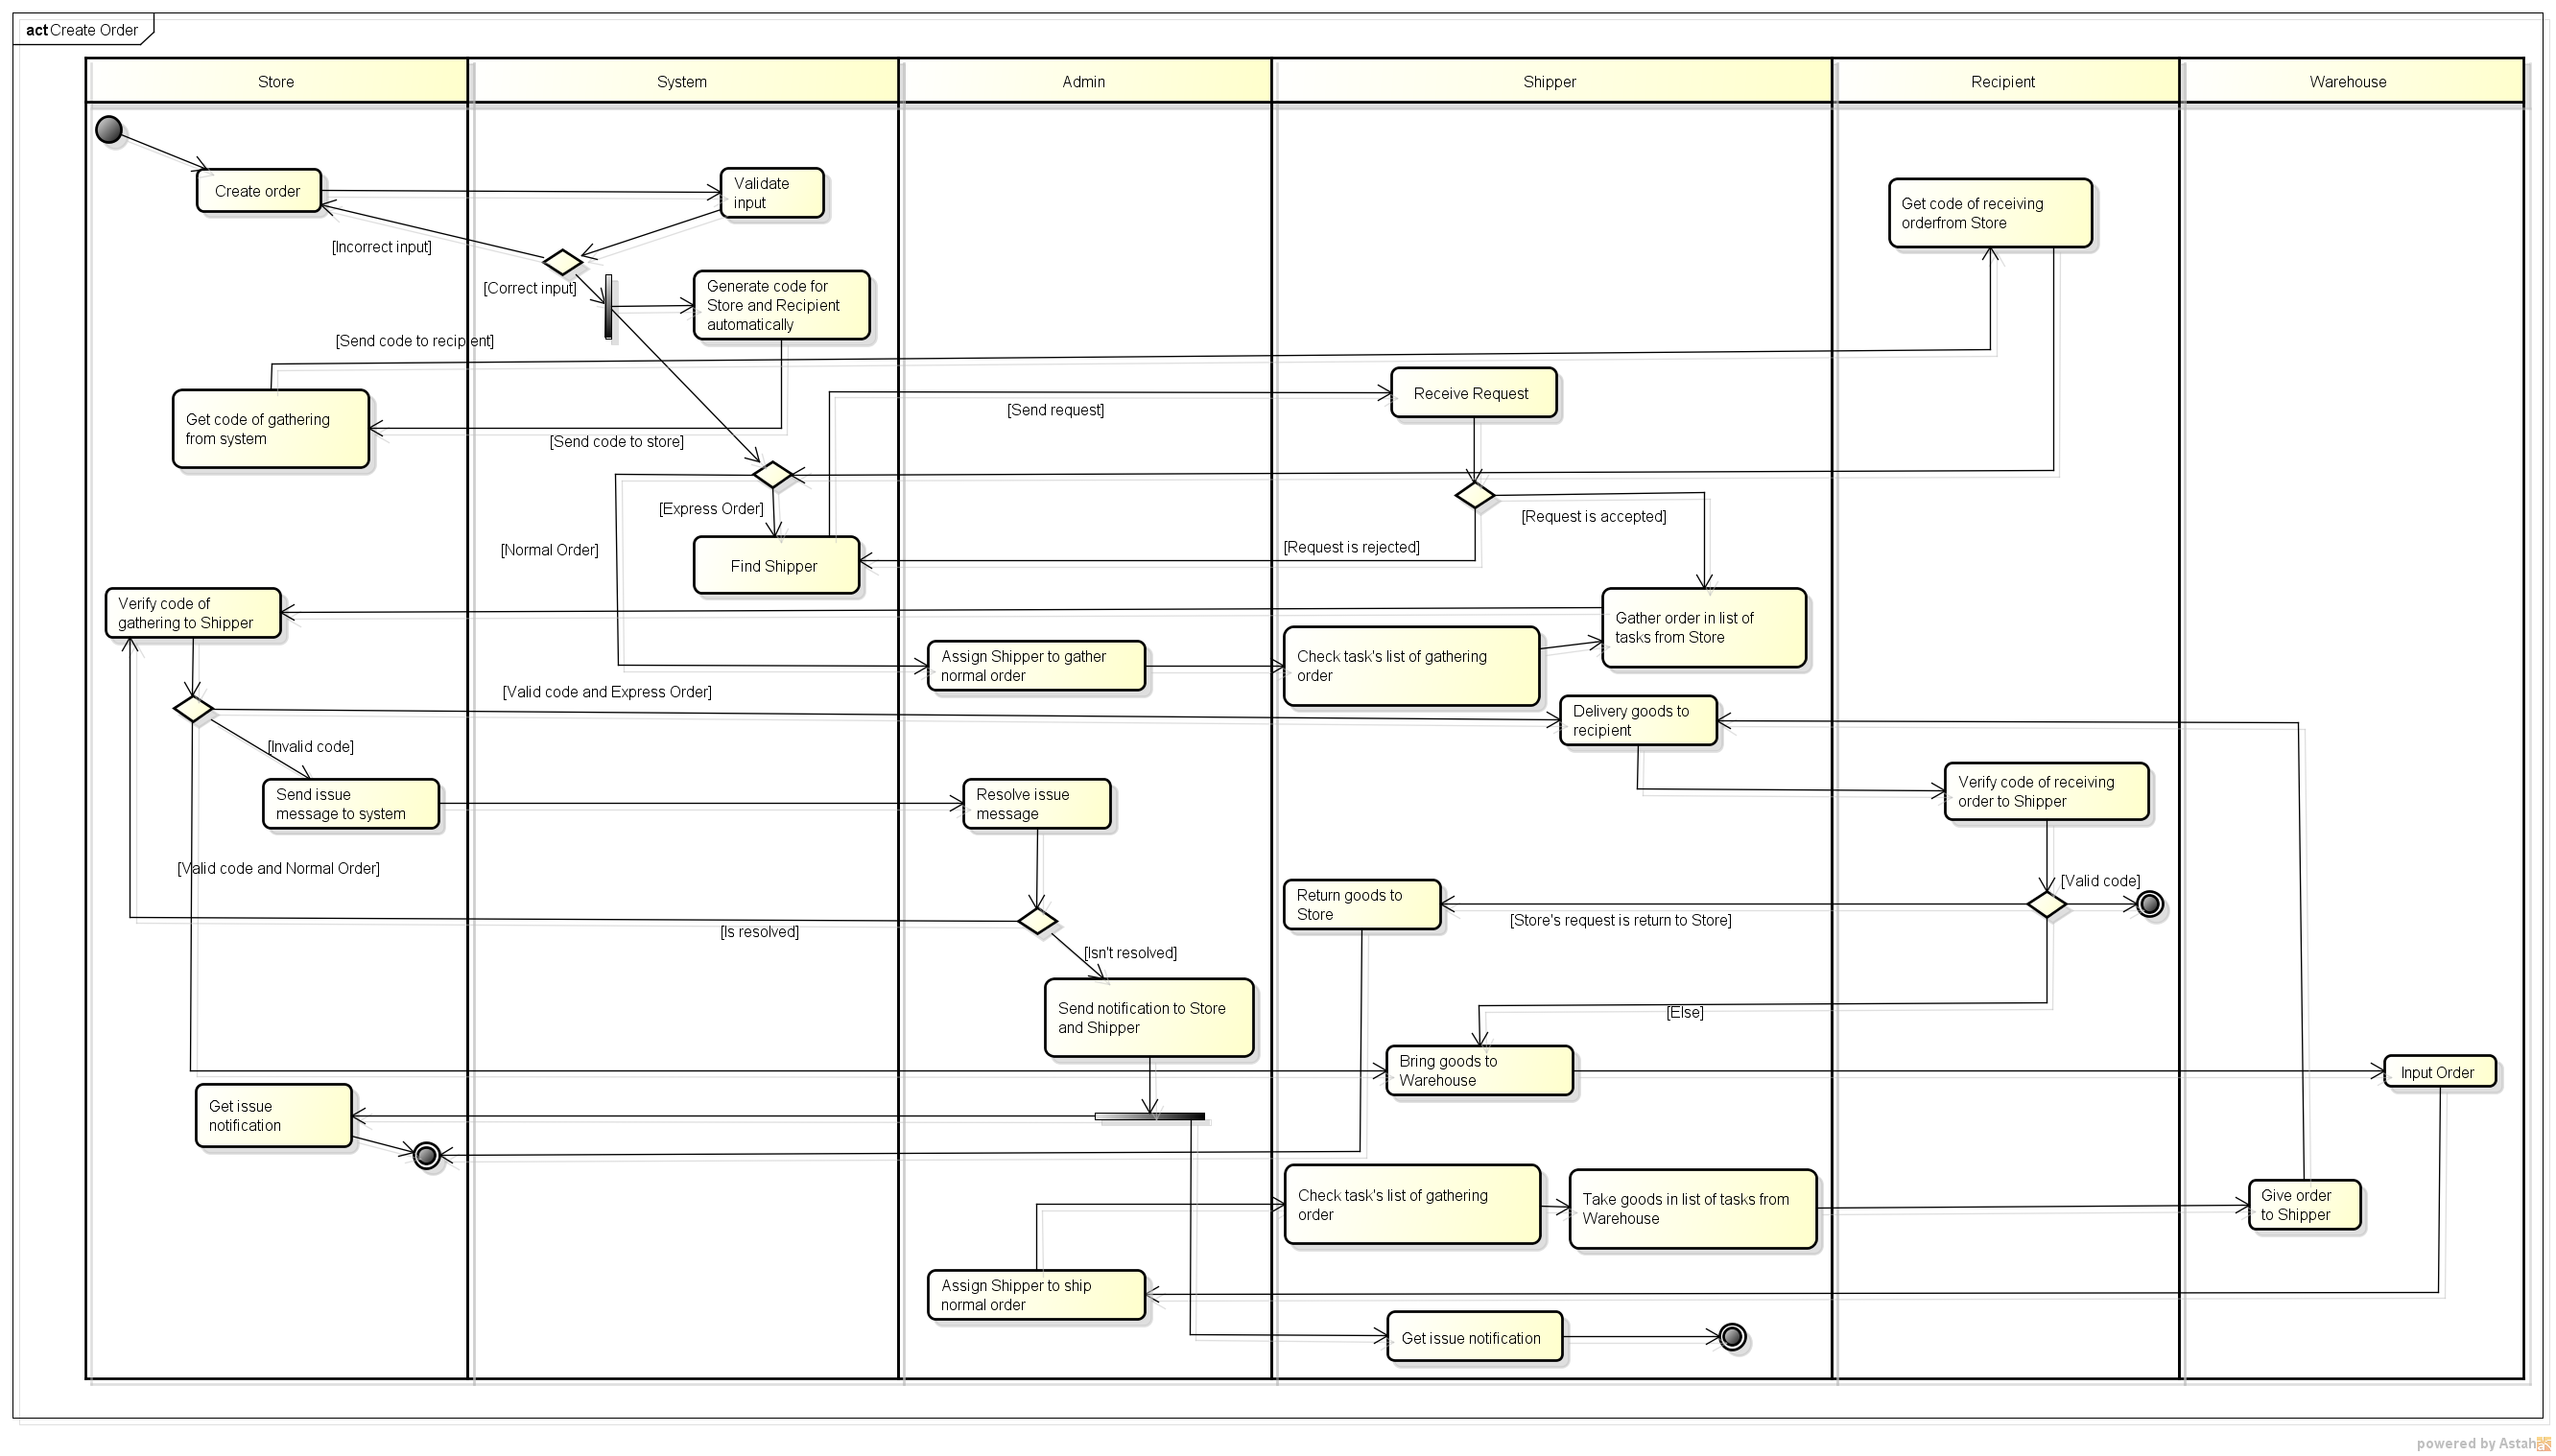 act Create Order
Store
System
Admin
Shipper
Recipient
Warehouse
Create order
Validate
input
Get code of receiving
orderfrom Store
[Incorrect input]
[Correct input]
Generate code for
Store and Recipient
automatically
[Send code to recipient]
Get code of gathering
from system
[Send code to store]
[Send request]
Receive Request
[Express Order]
[Normal Order]
[Request is accepted]
[Request is rejected]
Find Shipper
Verify code of
gathering to Shipper
Gather order in list of
tasks from Store
Assign Shipper to gather
normal order
Check task's list of gathering
order
[Valid code and Express Order]
Delivery goods to
recipient
[Invalid code]
Send issue
message to system
Resolve issue
message
Verify code of receiving
order to Shipper
[Valid code and Normal Order]
Return goods to
Store
[Valid code]
[Store's request is return to Store]
[Is resolved]
[Isn't resolved]
Send notification to Store
and Shipper
[Else]
Bring goods to
Warehouse
Input Order
Get issue
notification
Check task's list of gathering
order
Take goods in list of tasks from
Warehouse
Give order
to Shipper
Assign Shipper to ship
normal order
Get issue notification
powered by Astah